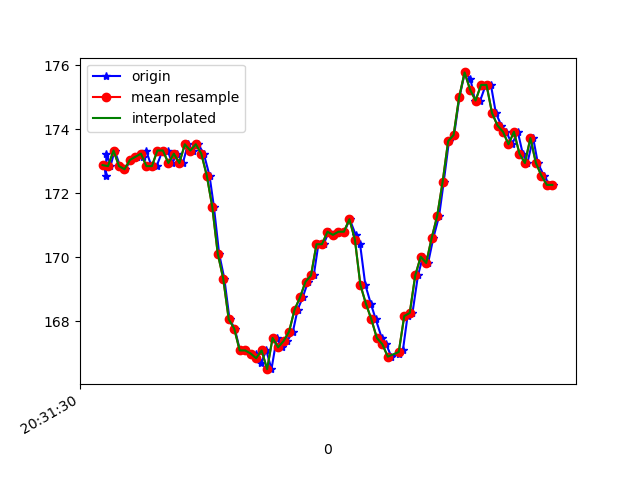 origin
mean resample
interpolated
176
174
172
170
168
20:31:30
0